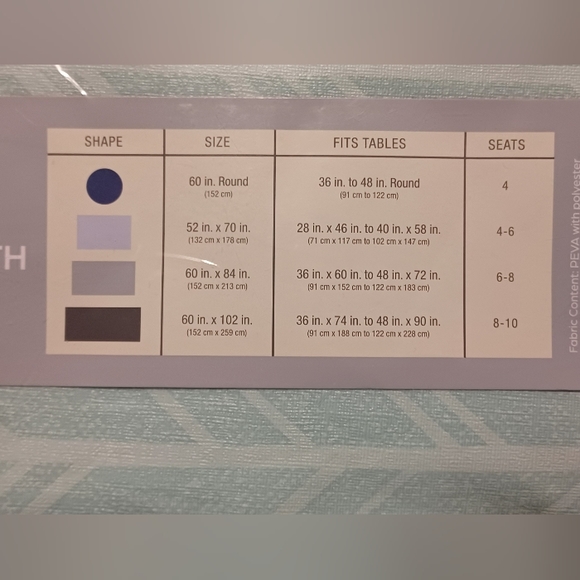 SHAPE SIZE FITS TABLES SEATS
60 in. Round 36 in. to 48 in. Round 4
(152 cm) (91 cm to 122 cm)
52 in. x 70 in. 28 in. x 46 in. to 40 in. x 58 in. 4-6
(132 cm x 178 cm) (71 cm x 117 cm to 102 cm x 147 cm)
TH
60 in. x 84 in. 36 in. x 60 in. to 48 in. x 72 in. 6-8
(152 cm x 213 cm) (91 cm x 152 cm to 122 cm x 183 cm)
60 in. x 102 in. 36 in. x 74 in. to 48 in. x 90 in. 8-10
(152 cm x 259 cm) (91 cm x 188 cm to 122 cm x 228 cm)
Fabric Content: PEVA with polyester